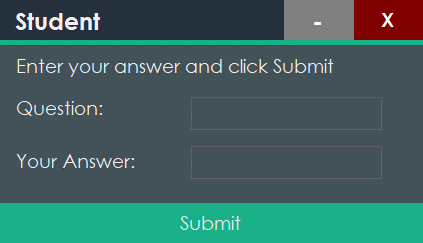 Student - X
Enter your answer and click Submit
Question:
Your Answer:
Submit